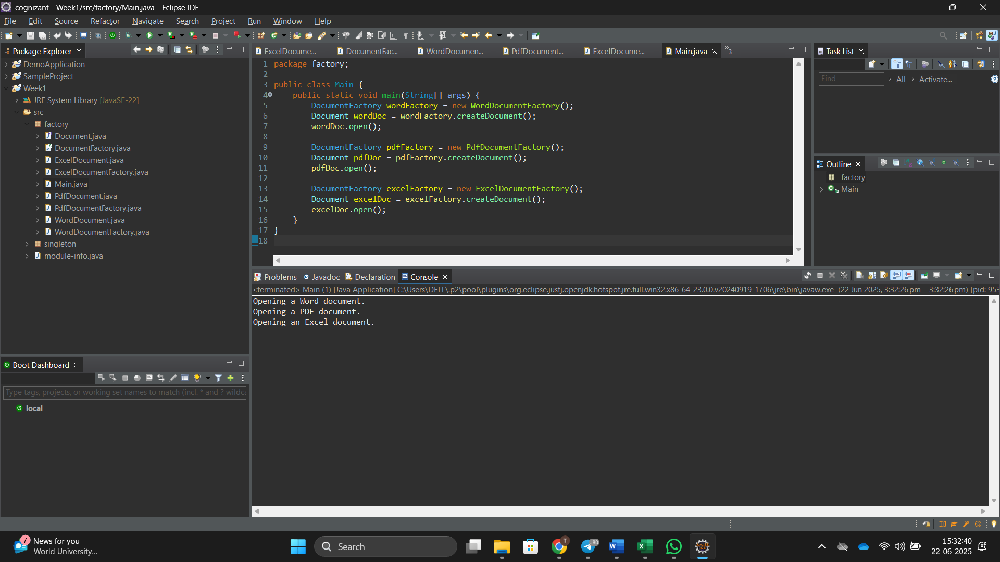 cognizant - Week1/src/factory/Main.java - Eclipse IDE
File Edit Source Refactor Navigate Search Project Run Window Help
Package Explorer
DemoApplication
SampleProject
Week1
JRE System Library [JavaSE-22]
src
factory
Document.java
DocumentFactory.java
ExcelDocument.java
ExcelDocumentFactory.java
Main.java
PdfDocument.java
PdfDocumentFactory.java
WordDocument.java
WordDocumentFactory.java
singleton
module-info.java
Boot Dashboard
Type tags, projects, or working set names to match (incl. * and ? wildca
local
ExcelDocume... DocumentFac... WordDocumen... PdfDocument... ExcelDocume... Main.java »3
1 package factory;
2
3 public class Main {
4 public static void main(String[] args) {
5 DocumentFactory wordFactory = new WordDocumentFactory();
6 Document wordDoc = wordFactory.createDocument();
7 wordDoc.open();
8
9 DocumentFactory pdfFactory = new PdfDocumentFactory();
10 Document pdfDoc = pdfFactory.createDocument();
11 pdfDoc.open();
12
13 DocumentFactory excelFactory = new ExcelDocumentFactory();
14 Document excelDoc = excelFactory.createDocument();
15 excelDoc.open();
16 }
17 }
18
Task List
Find All Activate...
Outline
factory
Main
Problems Javadoc Declaration Console
<terminated> Main (1) [Java Application] C:\Users\DELL\.p2\pool\plugins\org.eclipse.justj.openjdk.hotspot.jre.full.win32.x86_64_23.0.0.v20240919-1706\jre\bin\javaw.exe (22 Jun 2025, 3:32:26 pm – 3:32:26 pm) [pid: 953
Opening a Word document.
Opening a PDF document.
Opening an Excel document.
7
News for you
World University...
Search
T
80
15:32:40
22-06-2025